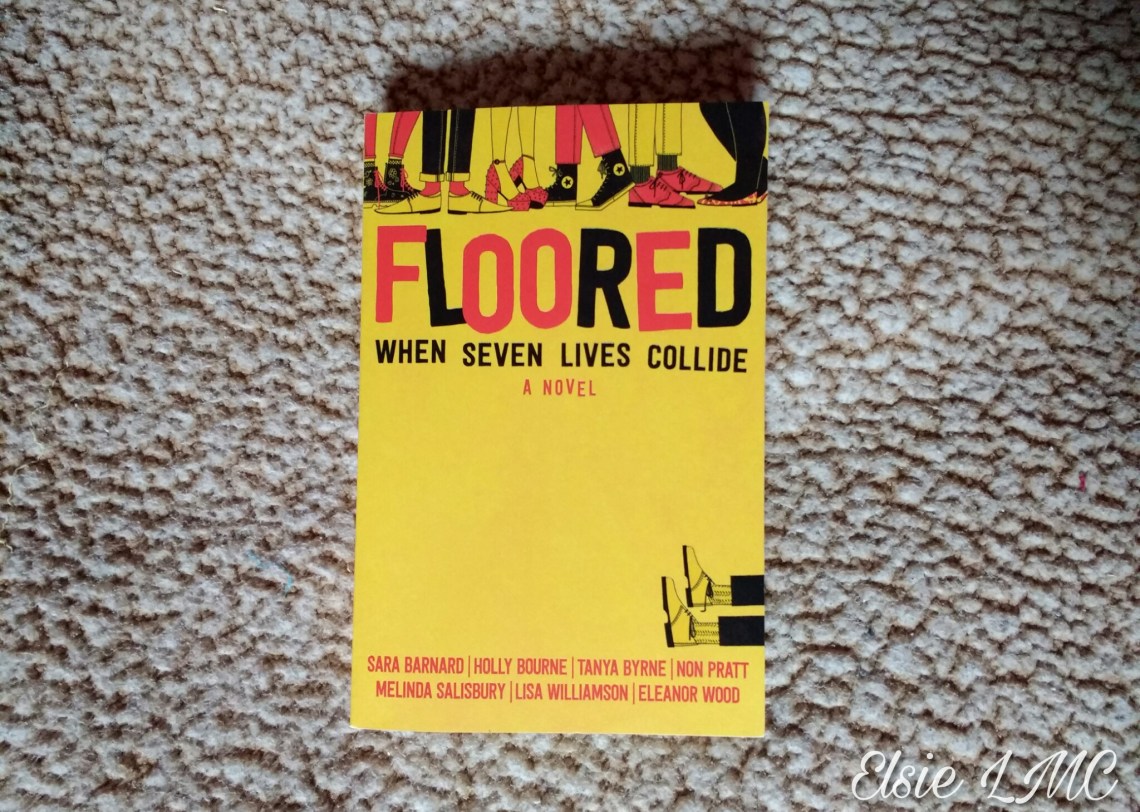 FLOORED
WHEN SEVEN LIVES COLLIDE
A NOVEL
SARA BARNARD | HOLLY BOURNE | TANYA BYRNE | NON PRATT
MELINDA SALISBURY | LISA WILLIAMSON | ELEANOR WOOD
Elsie LMC